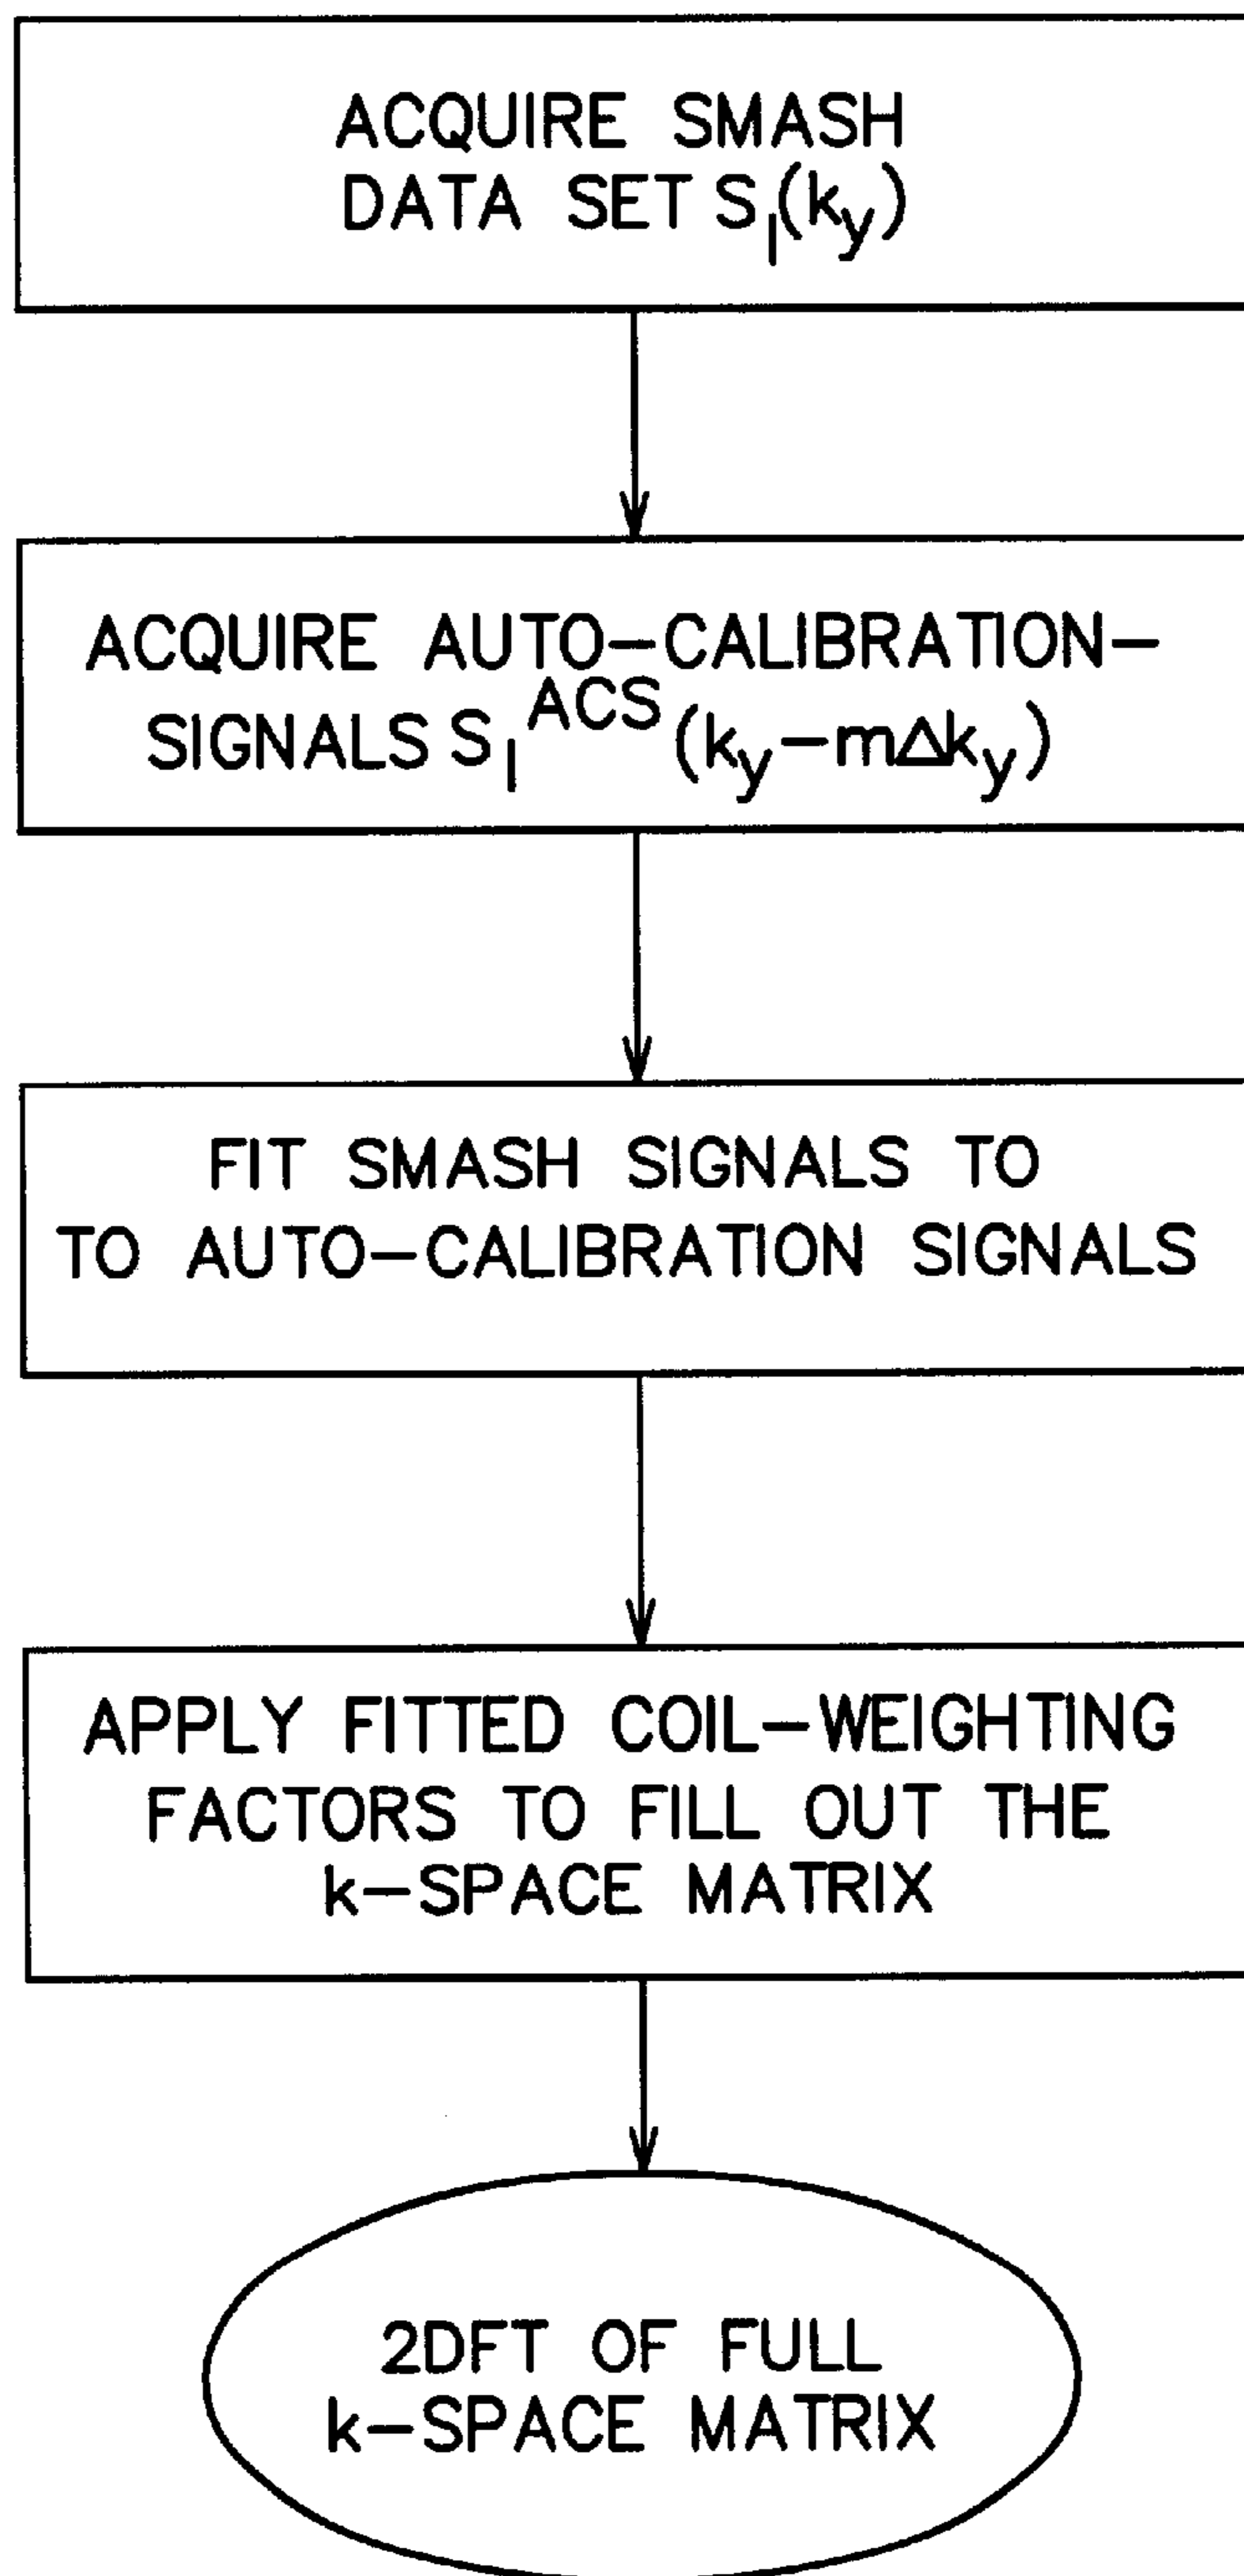 ACQUIRE SMASH
DATA SET S_l(k_y)
ACQUIRE AUTO-CALIBRATION-
SIGNALS S_l^ACS(k_y-mΔk_y)
FIT SMASH SIGNALS TO
TO AUTO-CALIBRATION SIGNALS
APPLY FITTED COIL-WEIGHTING
FACTORS TO FILL OUT THE
k-SPACE MATRIX
2DFT OF FULL
k-SPACE MATRIX